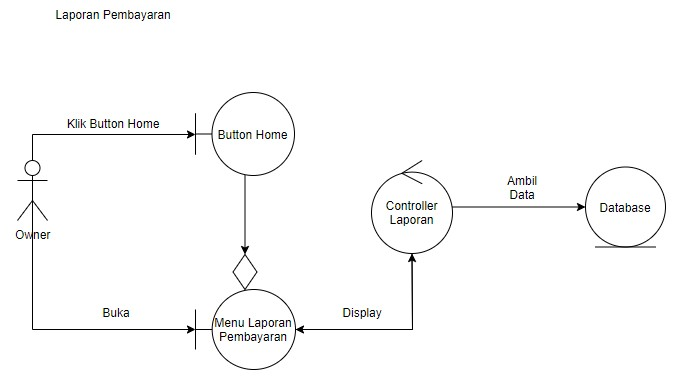 Laporan Pembayaran
Klik Button Home
Button Home
Owner
Buka
Menu Laporan
Pembayaran
Display
Controller
Laporan
Ambil
Data
Database